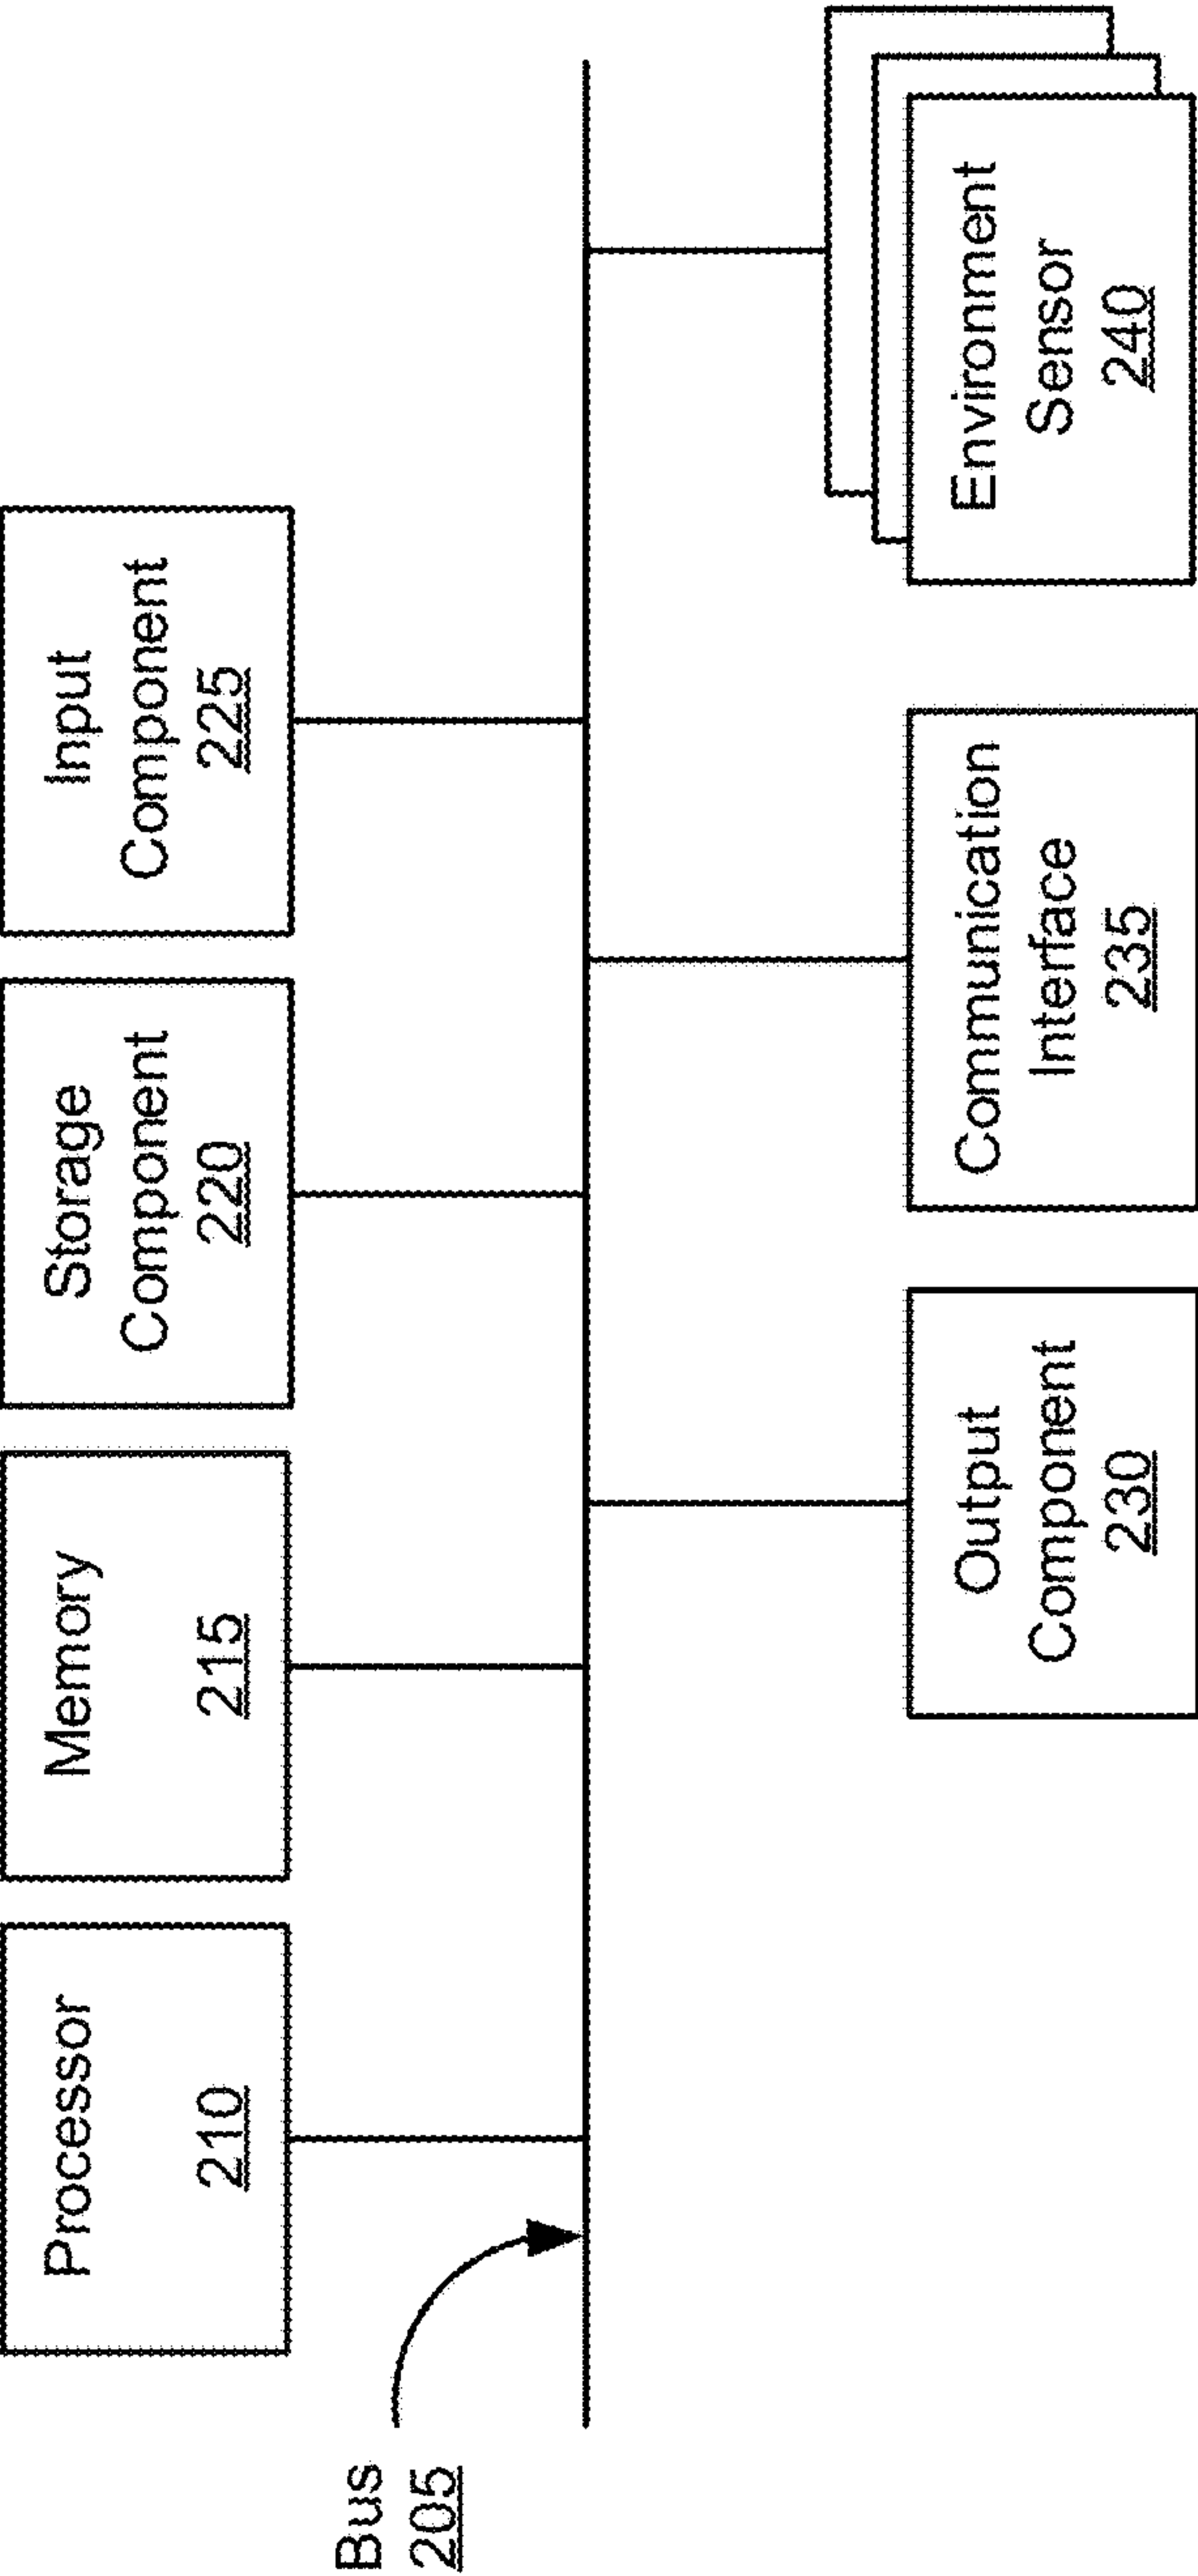 Processor
210
Memory
215
Storage
Component
220
Input
Component
225
Bus
205
Output
Component
230
Communication
Interface
235
Environment
Sensor
240